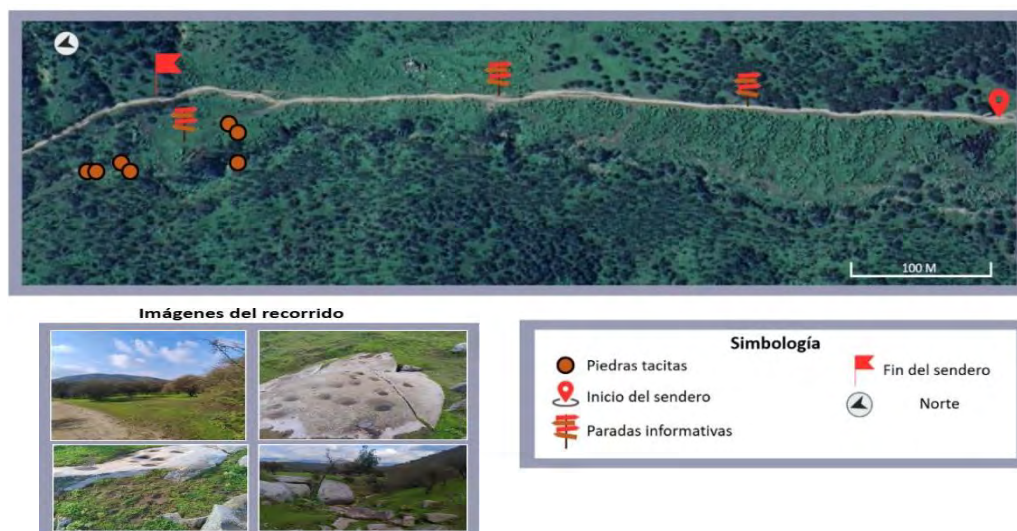 100 M
Imágenes del recorrido
Simbología
Piedras tacitas
Inicio del sendero
Paradas informativas
Fin del sendero
Norte